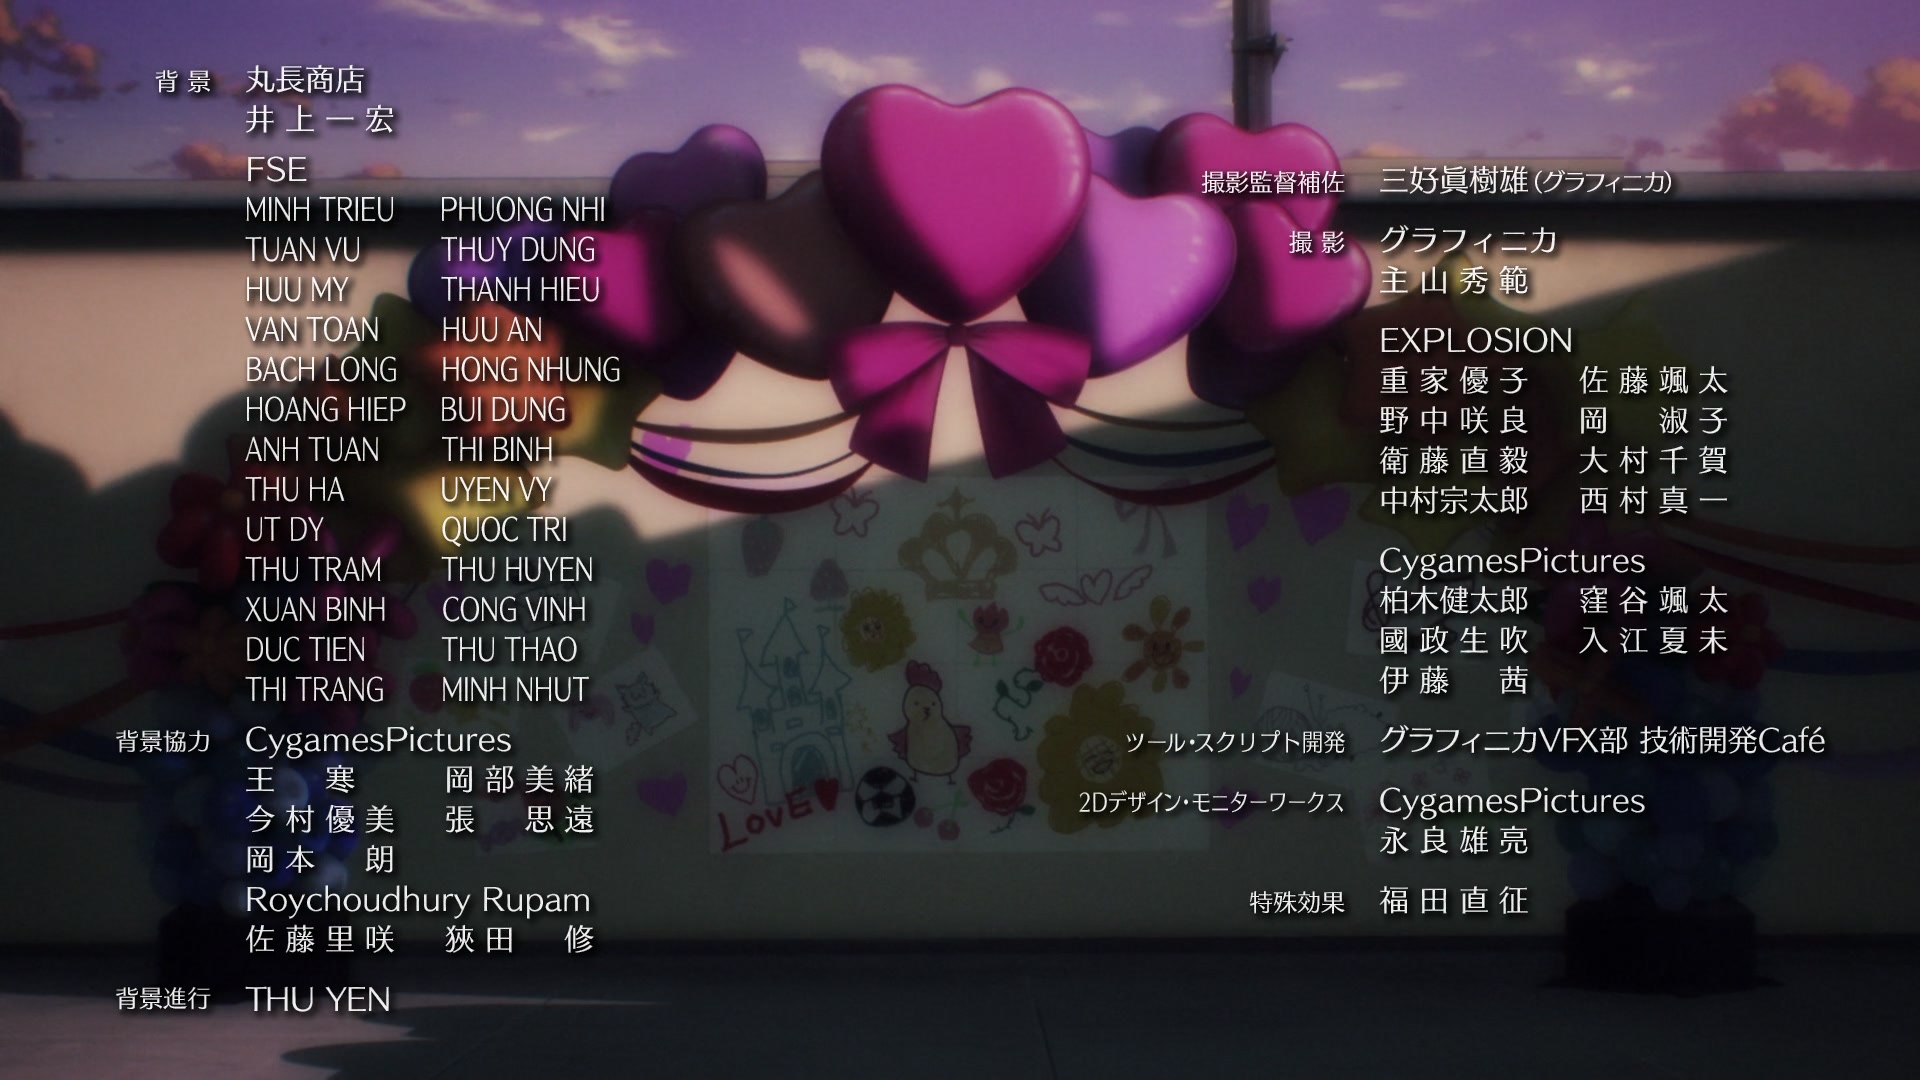 背景 丸長商店
井上一宏
FSE
MINH TRIEU PHUONG NHI
TUAN VU THUY DUNG
HUU MY THANH HIEU
VAN TOAN HUU AN
BACH LONG HONG NHUNG
HOANG HIEP BUI DUNG
ANH TUAN THI BINH
THU HA UYEN VY
UT DY QUOC TRI
THU TRAM THU HUYEN
XUAN BINH CONG VINH
DUC TIEN THU THAO
THI TRANG MINH NHUT
背景協力 CygamesPictures
王寒 岡部美緒
今村優美 張思遠
岡本朗
Roychoudhury Rupam
佐藤里咲 狹田修
背景進行 THU YEN
撮影監督補佐 三好眞樹雄(グラフィニカ)
撮影 グラフィニカ
主山秀範
EXPLOSION
重家優子 佐藤颯太
野中咲良 岡淑子
衛藤直毅 大村千賀
中村宗太郎 西村真一
CygamesPictures
柏木健太郎 窪谷颯太
國政生吹 入江夏未
伊藤茜
ツール・スクリプト開発 グラフィニカVFX部 技術開発Café
2Dデザイン・モニターワークス CygamesPictures
永良雄亮
特殊効果 福田直征
LOVE